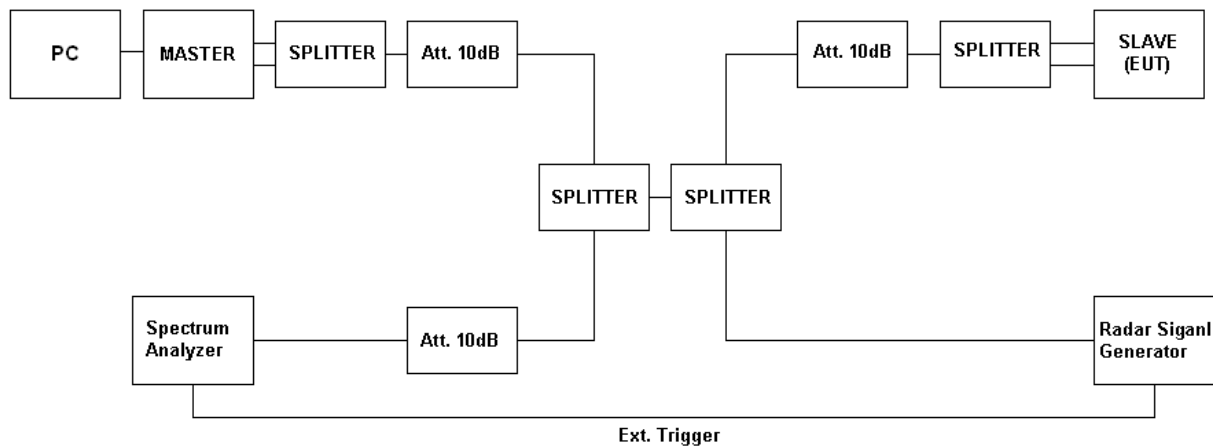 PC
MASTER
SPLITTER
Att. 10dB
Att. 10dB
SPLITTER
SLAVE
(EUT)
SPLITTER
SPLITTER
Spectrum
Analyzer
Att. 10dB
Radar Siganl
Generator
Ext. Trigger